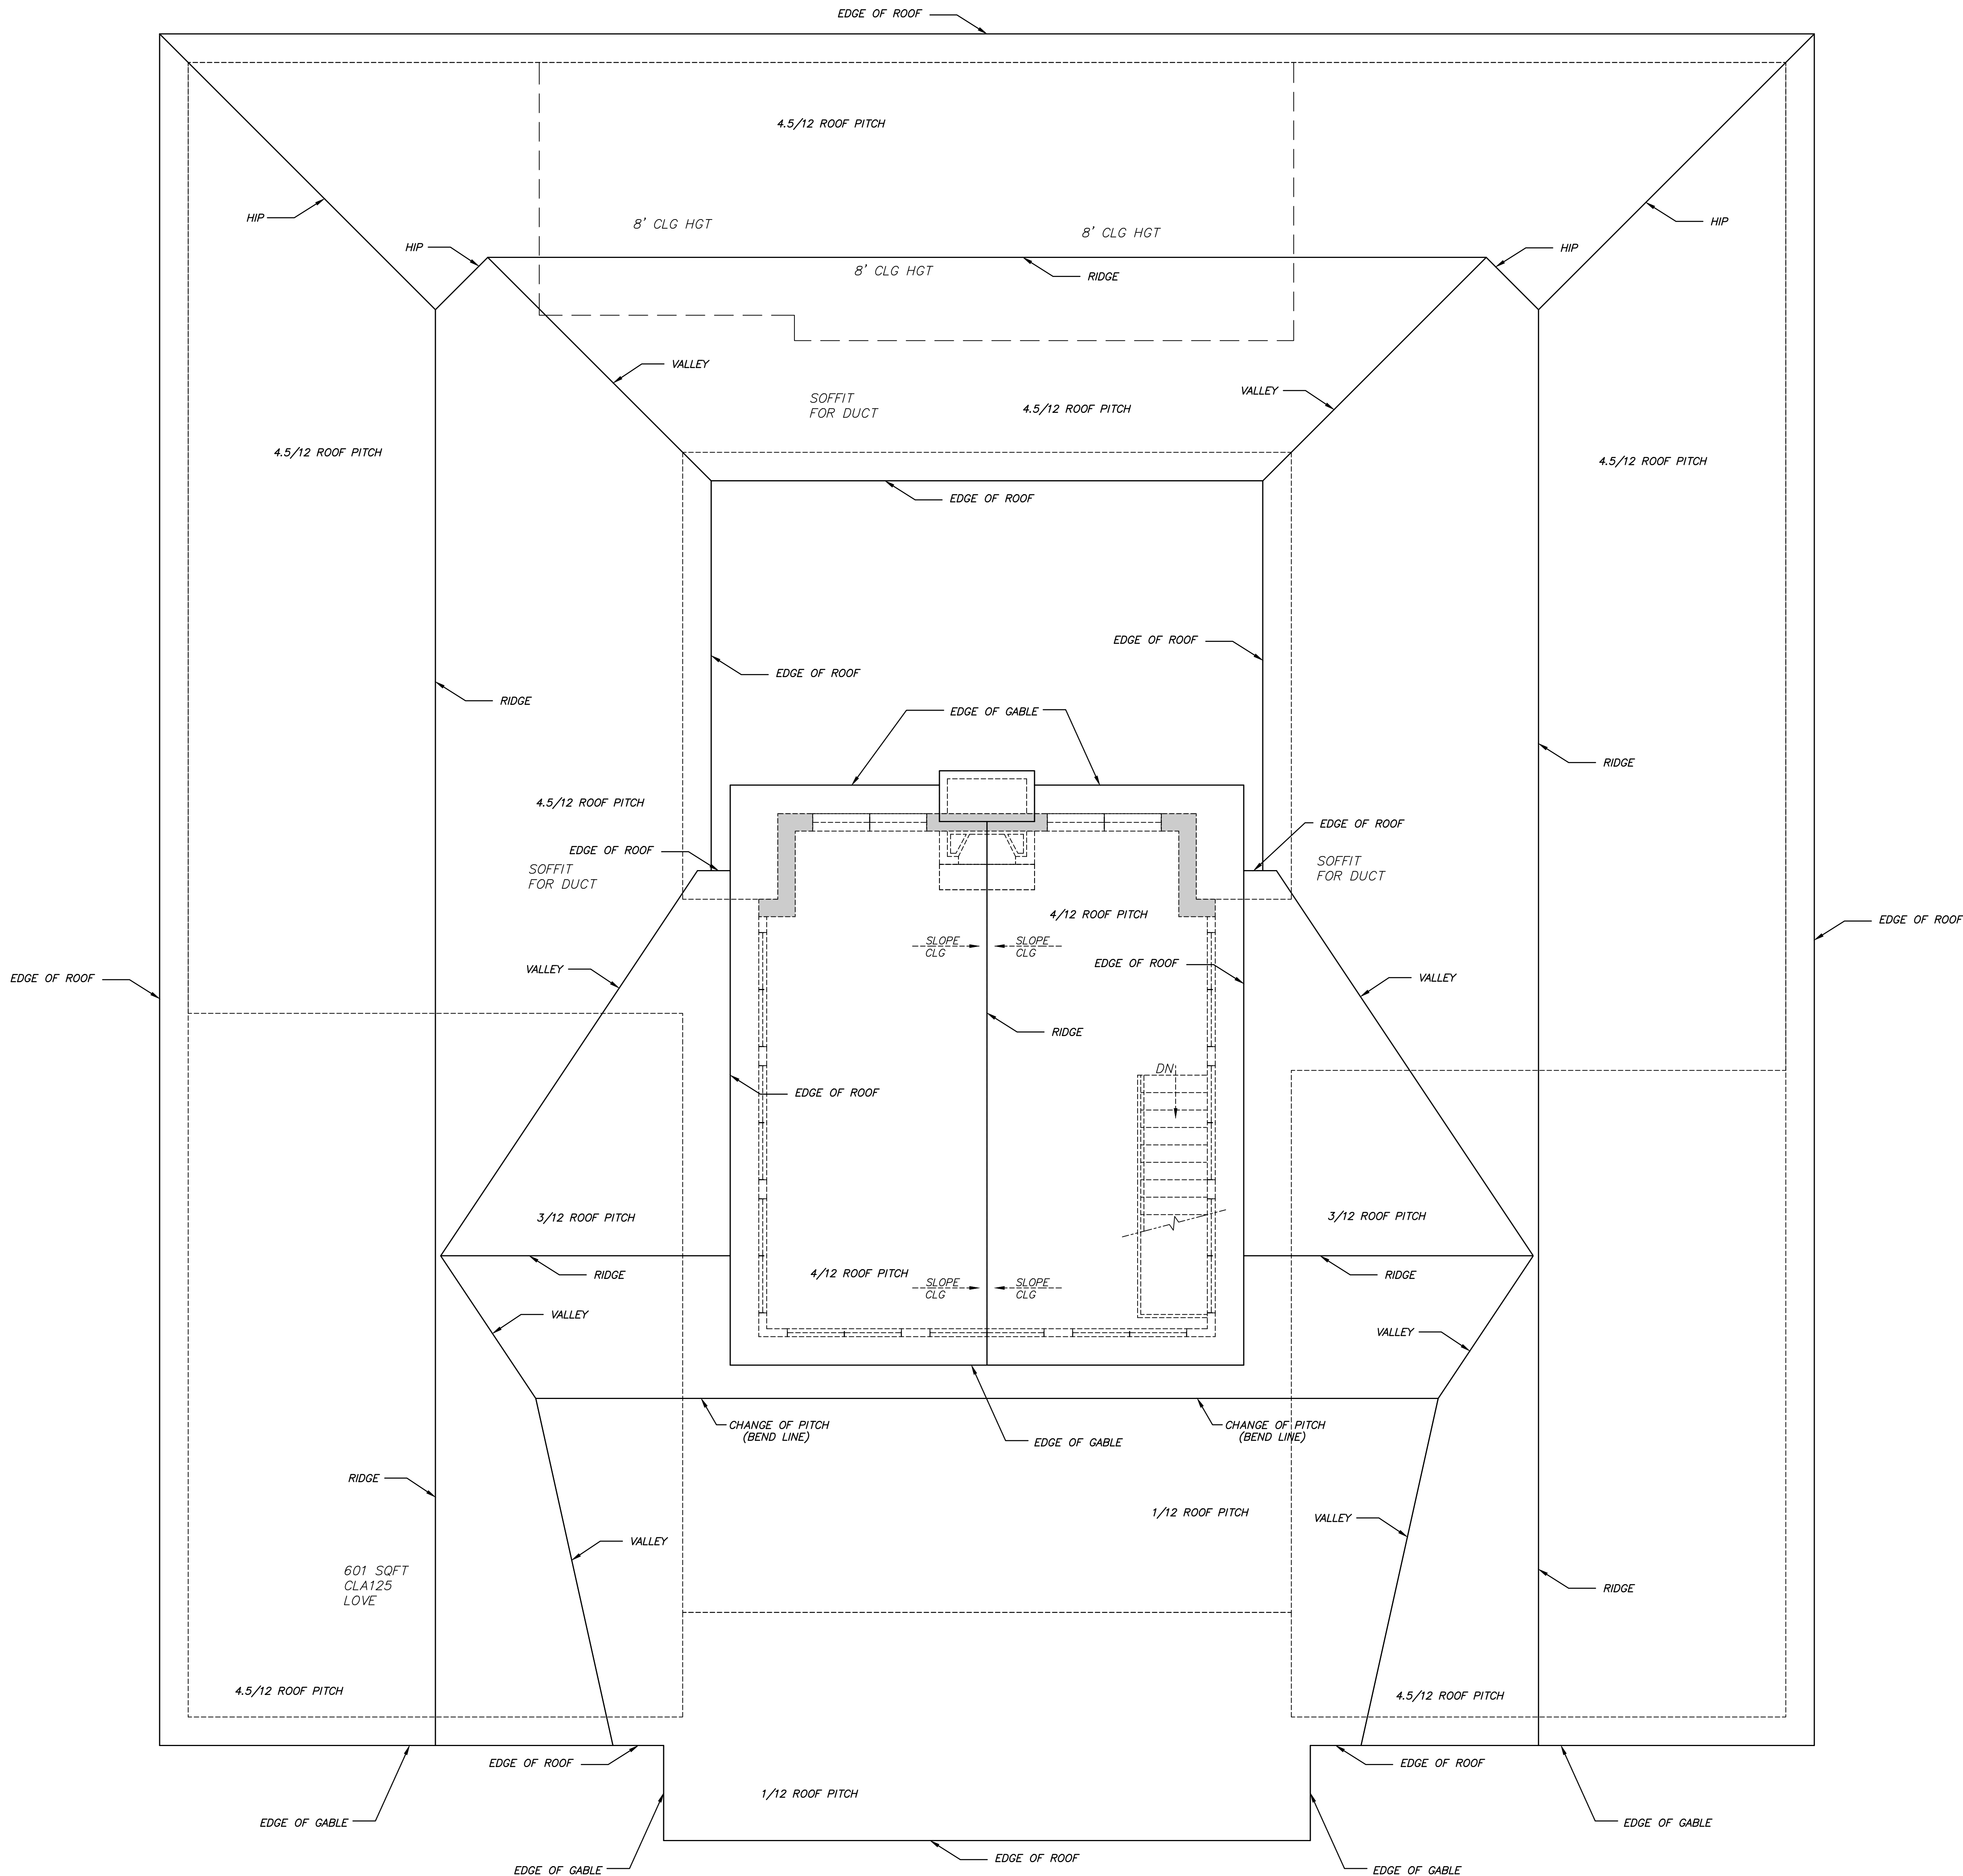 EDGE OF ROOF
4.5/12 ROOF PITCH
HIP
HIP
8' CLG HGT
8' CLG HGT
HIP
HIP
8' CLG HGT
RIDGE
VALLEY
VALLEY
SOFFIT
FOR DUCT
4.5/12 ROOF PITCH
4.5/12 ROOF PITCH
4.5/12 ROOF PITCH
EDGE OF ROOF
EDGE OF ROOF
EDGE OF ROOF
RIDGE
EDGE OF GABLE
RIDGE
4.5/12 ROOF PITCH
EDGE OF ROOF
EDGE OF ROOF
SOFFIT
FOR DUCT
SOFFIT
FOR DUCT
4/12 ROOF PITCH
EDGE OF ROOF
SLOPE
CLG
SLOPE
CLG
EDGE OF ROOF
VALLEY
VALLEY
EDGE OF ROOF
RIDGE
DN
EDGE OF ROOF
3/12 ROOF PITCH
3/12 ROOF PITCH
4/12 ROOF PITCH
RIDGE
SLOPE
CLG
SLOPE
CLG
RIDGE
VALLEY
VALLEY
CHANGE OF PITCH
(BEND LINE)
CHANGE OF PITCH
(BEND LINE)
EDGE OF GABLE
RIDGE
1/12 ROOF PITCH
VALLEY
VALLEY
601 SQFT
CLA125
LOVE
RIDGE
4.5/12 ROOF PITCH
4.5/12 ROOF PITCH
EDGE OF ROOF
EDGE OF ROOF
1/12 ROOF PITCH
EDGE OF GABLE
EDGE OF GABLE
EDGE OF ROOF
EDGE OF GABLE
EDGE OF GABLE